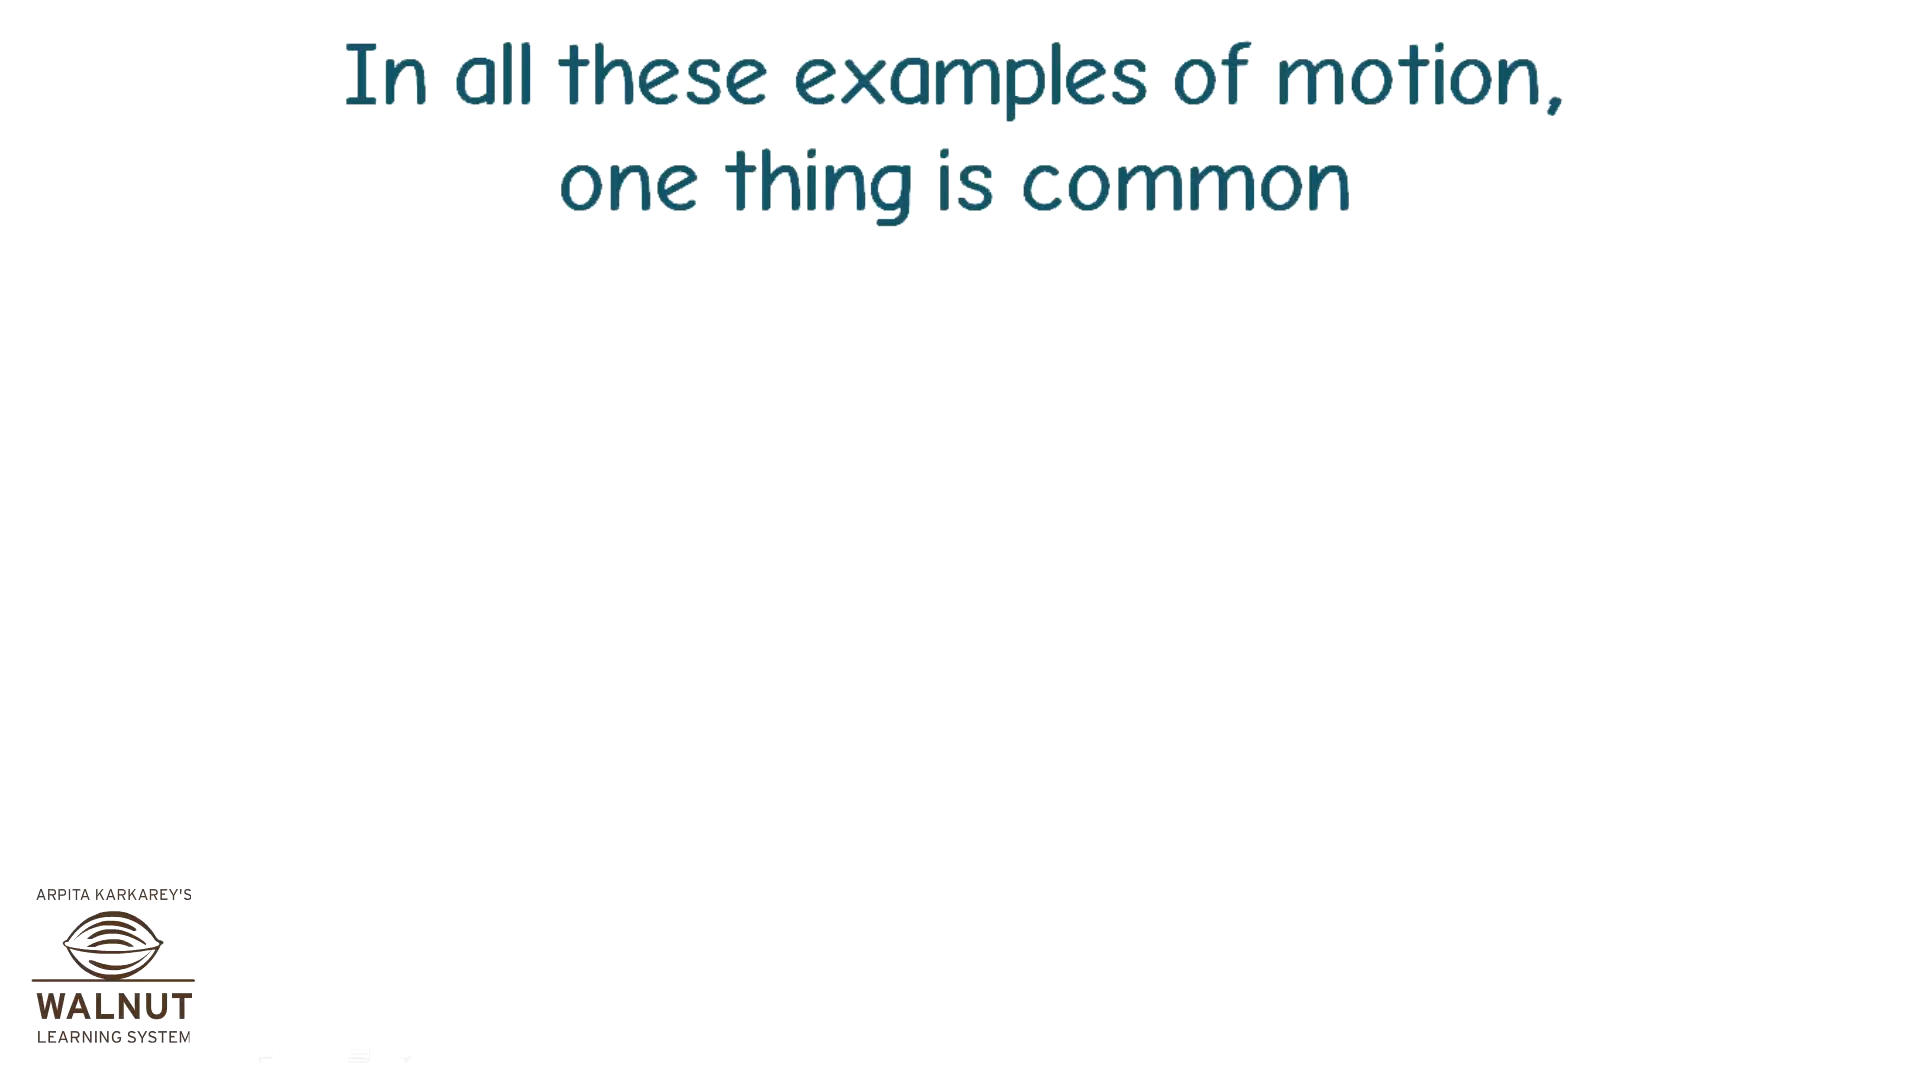 In all these examples of motion,
one thing is common
ARPITA KARKAREY'S
WALNUT
LEARNING SYSTEM